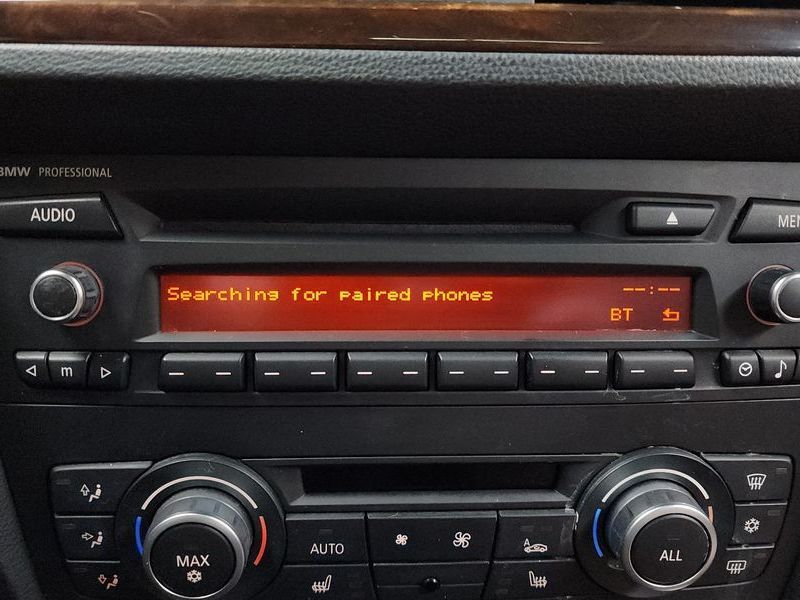 BMW PROFESSIONAL
AUDIO
MEN
Searching for paired phones
--:--
BT
m
MAX
AUTO
A
ALL